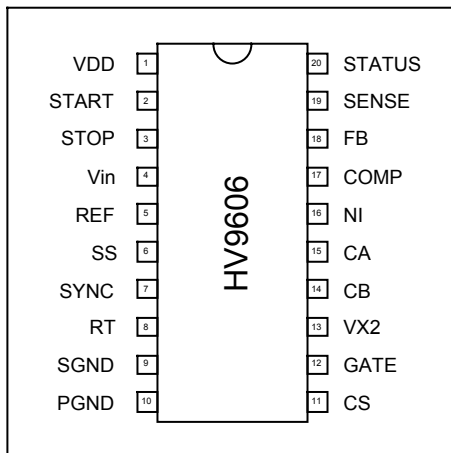 VDD 1 20 STATUS
START 2 19 SENSE
STOP 3 18 FB
Vin 4 17 COMP
REF 5 16 NI
SS 6 15 CA
SYNC 7 14 CB
RT 8 13 VX2
SGND 9 12 GATE
PGND 10 11 CS
HV9606